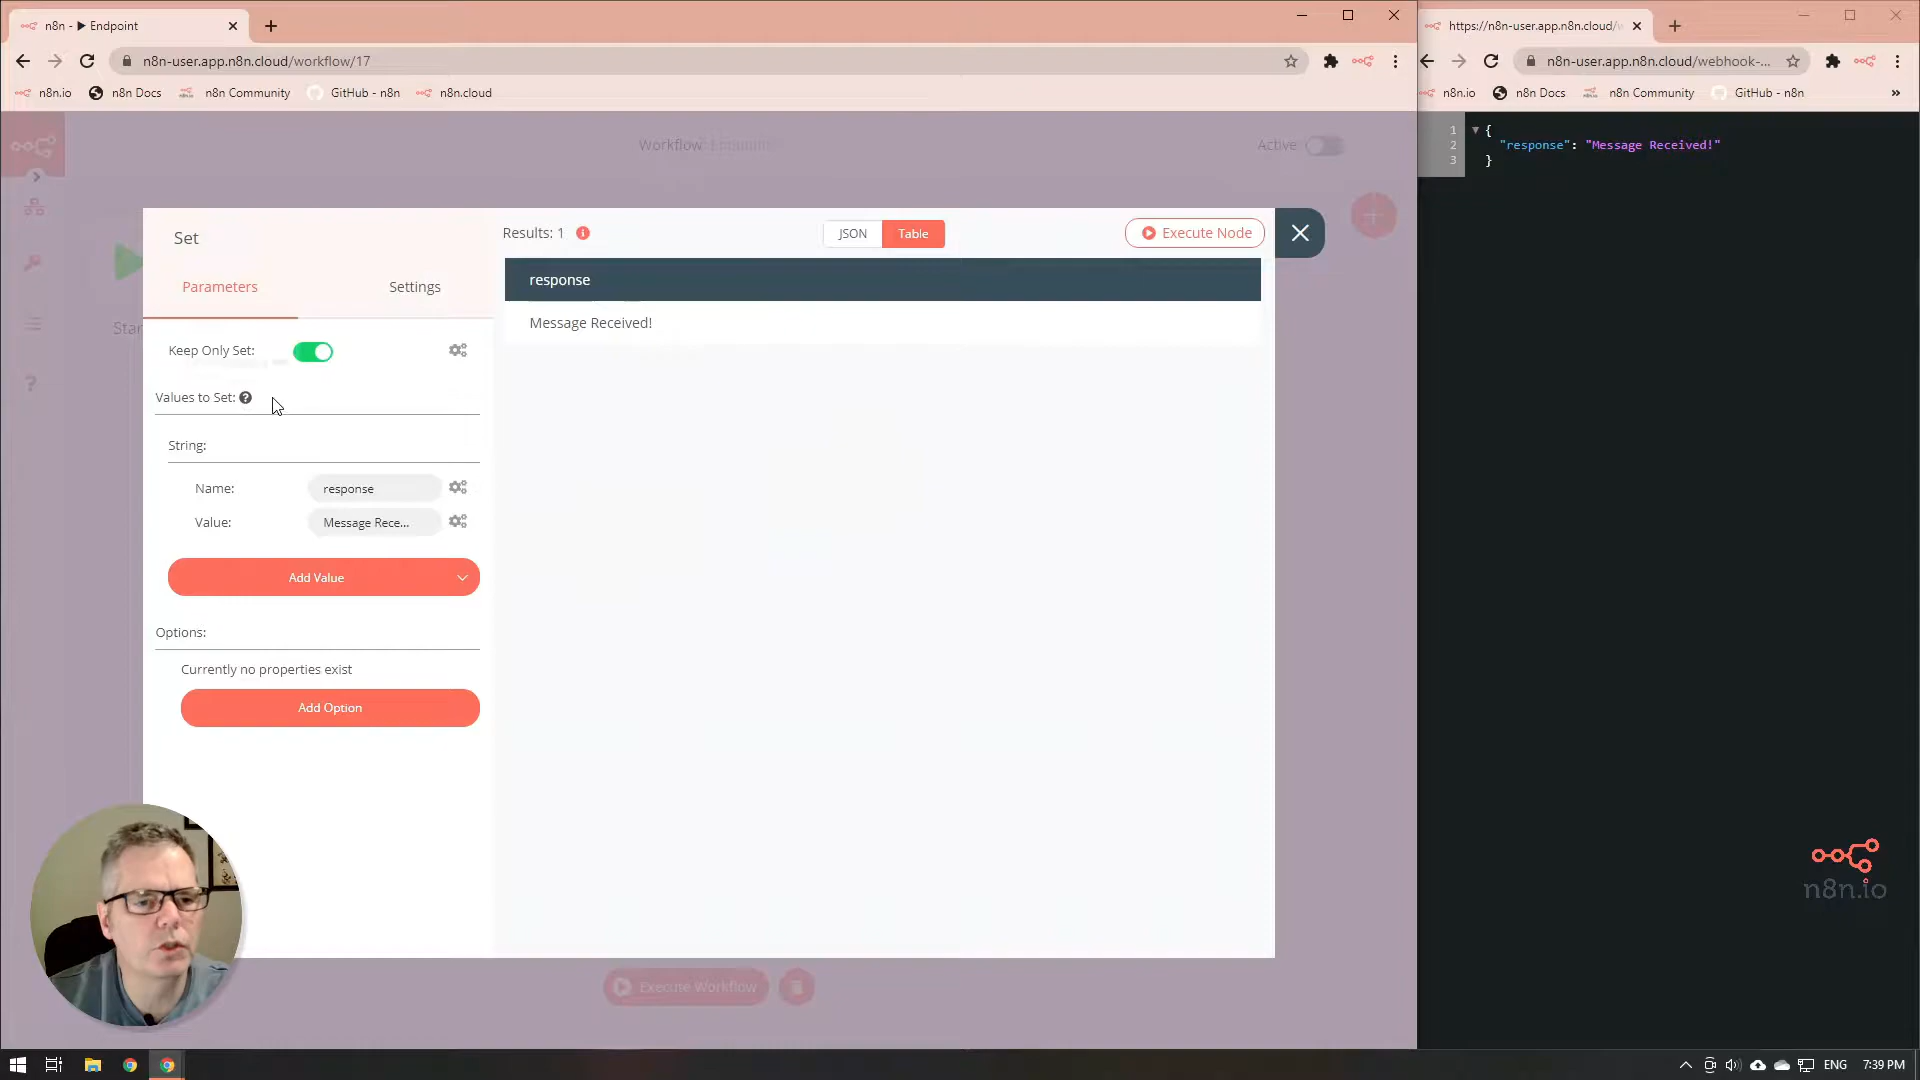 n8n - ▶ Endpoint
n8n-user.app.n8n.cloud/workflow/17
n8n.io
n8n Docs
n8n Community
GitHub - n8n
n8n.cloud
https://n8n-user.app.n8n.cloud/
n8n-user.app.n8n.cloud/webhook-...
n8n.io
n8n Docs
n8n Community
GitHub - n8n
»
Workflow: Endpoint
Active:
Set
Parameters
Settings
Keep Only Set:
Values to Set:
String:
Name:
response
Value:
Message Rece...
Add Value
Options:
Currently no properties exist
Add Option
Results: 1
JSON
Table
Execute Node
response
Message Received!
Execute Workflow
1 {
2 "response": "Message Received!"
3 }
n8n.io
ENG
7:39 PM